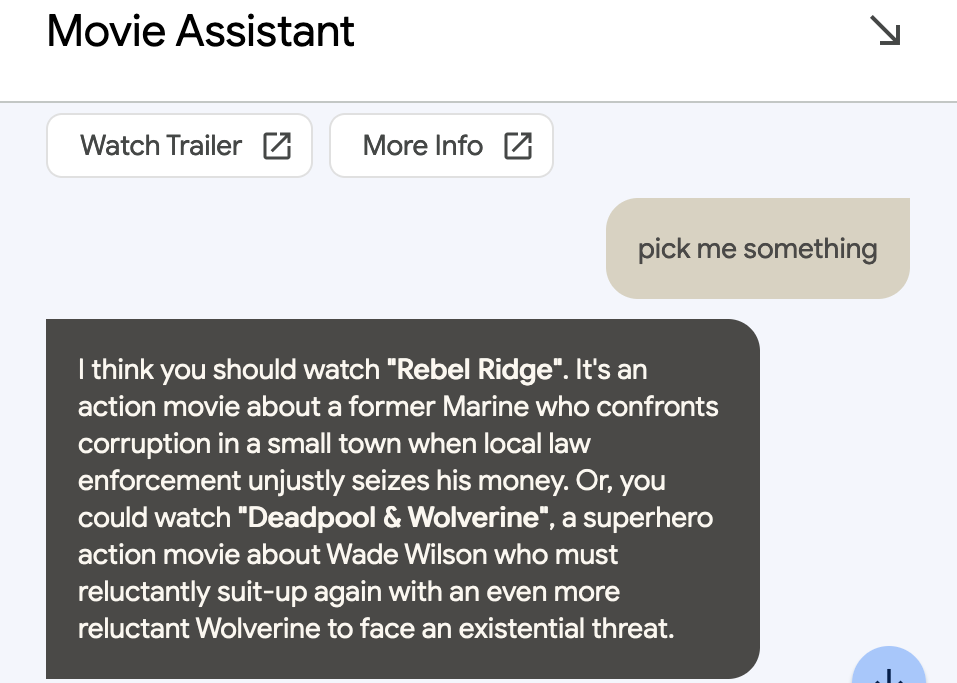 Movie Assistant
Watch Trailer
More Info
pick me something
I think you should watch "Rebel Ridge". It's an
action movie about a former Marine who confronts
corruption in a small town when local law
enforcement unjustly seizes his money. Or, you
could watch "Deadpool & Wolverine", a superhero
action movie about Wade Wilson who must
reluctantly suit-up again with an even more
reluctant Wolverine to face an existential threat.